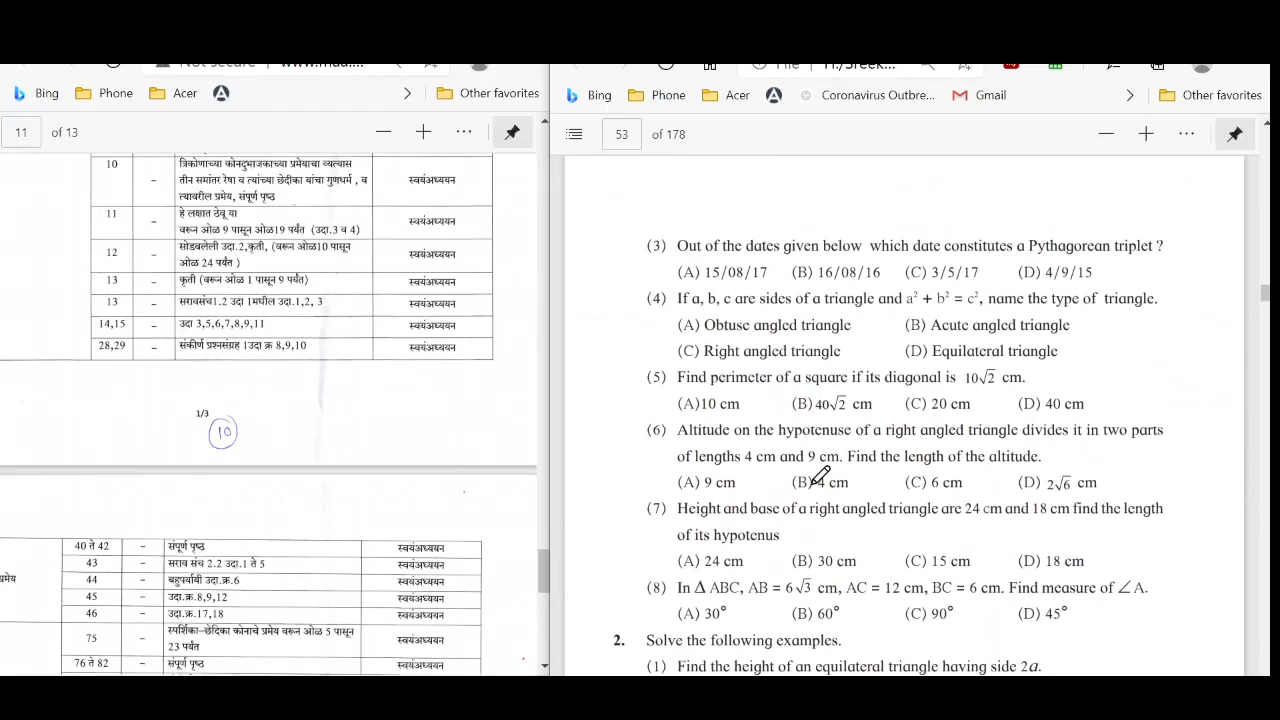 Bing Phone Acer Other favorites
11 of 13
10 - त्रिकोणाच्या कोनदुभाजकाच्या प्रमेयाचा व्यत्यास
तीन समांतर रेषा व त्यांच्या छेदीका यांचा गुणधर्म , व
त्यावरील प्रमेय, संपूर्ण पृष्ठ
स्वयंअध्ययन
11 - हे लक्षात ठेवू या
वरून ओळ 9 पासून ओळ19 पर्यंत (उदा.3 व 4)
स्वयंअध्ययन
12 - सोडवलेली उदा.2,कृती, (वरून ओळ10 पासून
ओळ 24 पर्यंत )
स्वयंअध्ययन
13 - कृती (वरून ओळ 1 पासून 9 पर्यंत) स्वयंअध्ययन
13 - सरावसंच1.2 उदा 1मधील उदा.1,2, 3 स्वयंअध्ययन
14,15 - उदा 3,5,6,7,8,9,11 स्वयंअध्ययन
28,29 - संकीर्ण प्रश्नसंग्रह 1उदा क्र 8,9,10 स्वयंअध्ययन
1/3
10
40 ते 42 - संपूर्ण पृष्ठ स्वयंअध्ययन
43 - सराव संच 2.2 उदा.1 ते 5 स्वयंअध्ययन
44 - बहुपर्यायी उदा.क्र.6 स्वयंअध्ययन
45 - उदा.क्र.8,9,12 स्वयंअध्ययन
46 - उदा.क्र.17,18 स्वयंअध्ययन
75 - स्पर्शिका–छेदिका कोनाचे प्रमेय वरून ओळ 5 पासून
23 पर्यंत
स्वयंअध्ययन
76 ते 82 - संपूर्ण पृष्ठ स्वयंअध्ययन
Bing Phone Acer Coronavirus Outbre... Gmail Other favorites
53 of 178
(3) Out of the dates given below which date constitutes a Pythagorean triplet ?
(A) 15/08/17 (B) 16/08/16 (C) 3/5/17 (D) 4/9/15
(4) If a, b, c are sides of a triangle and a² + b² = c², name the type of triangle.
(A) Obtuse angled triangle (B) Acute angled triangle
(C) Right angled triangle (D) Equilateral triangle
(5) Find perimeter of a square if its diagonal is 10√2 cm.
(A)10 cm (B) 40√2 cm (C) 20 cm (D) 40 cm
(6) Altitude on the hypotenuse of a right angled triangle divides it in two parts
of lengths 4 cm and 9 cm. Find the length of the altitude.
(A) 9 cm (B) 4 cm (C) 6 cm (D) 2√6 cm
(7) Height and base of a right angled triangle are 24 cm and 18 cm find the length
of its hypotenus
(A) 24 cm (B) 30 cm (C) 15 cm (D) 18 cm
(8) In Δ ABC, AB = 6√3 cm, AC = 12 cm, BC = 6 cm. Find measure of ∠A.
(A) 30° (B) 60° (C) 90° (D) 45°
2. Solve the following examples.
(1) Find the height of an equilateral triangle having side 2a.